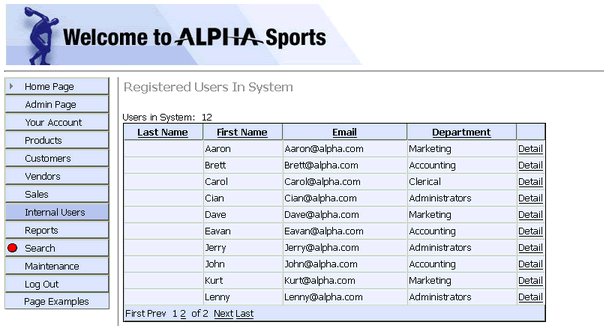 Welcome to ALPHA Sports
Home Page
Admin Page
Your Account
Products
Customers
Vendors
Sales
Internal Users
Reports
Search
Maintenance
Log Out
Page Examples
Registered Users In System
Users in System: 12
Last Name First Name Email Department
Aaron Aaron@alpha.com Marketing Detail
Brett Brett@alpha.com Accounting Detail
Carol Carol@alpha.com Clerical Detail
Cian Cian@alpha.com Administrators Detail
Dave Dave@alpha.com Marketing Detail
Eavan Eavan@alpha.com Accounting Detail
Jerry Jerry@alpha.com Administrators Detail
John John@alpha.com Accounting Detail
Kurt Kurt@alpha.com Marketing Detail
Lenny Lenny@alpha.com Administrators Detail
First Prev 1 2 of 2 Next Last